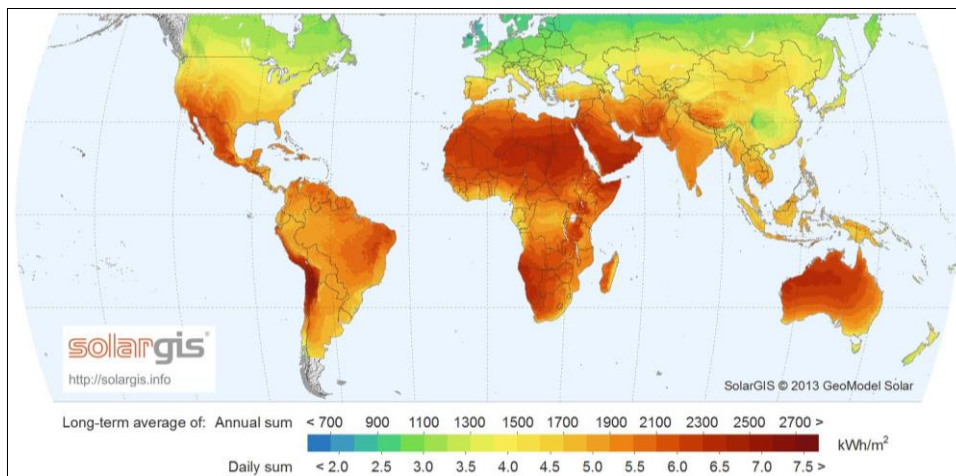 solargis®
http://solargis.info
SolarGIS © 2013 GeoModel Solar
Long-term average of: Annual sum < 700 900 1100 1300 1500 1700 1900 2100 2300 2500 2700 >
kWh/m²
Daily sum < 2.0 2.5 3.0 3.5 4.0 4.5 5.0 5.5 6.0 6.5 7.0 7.5 >